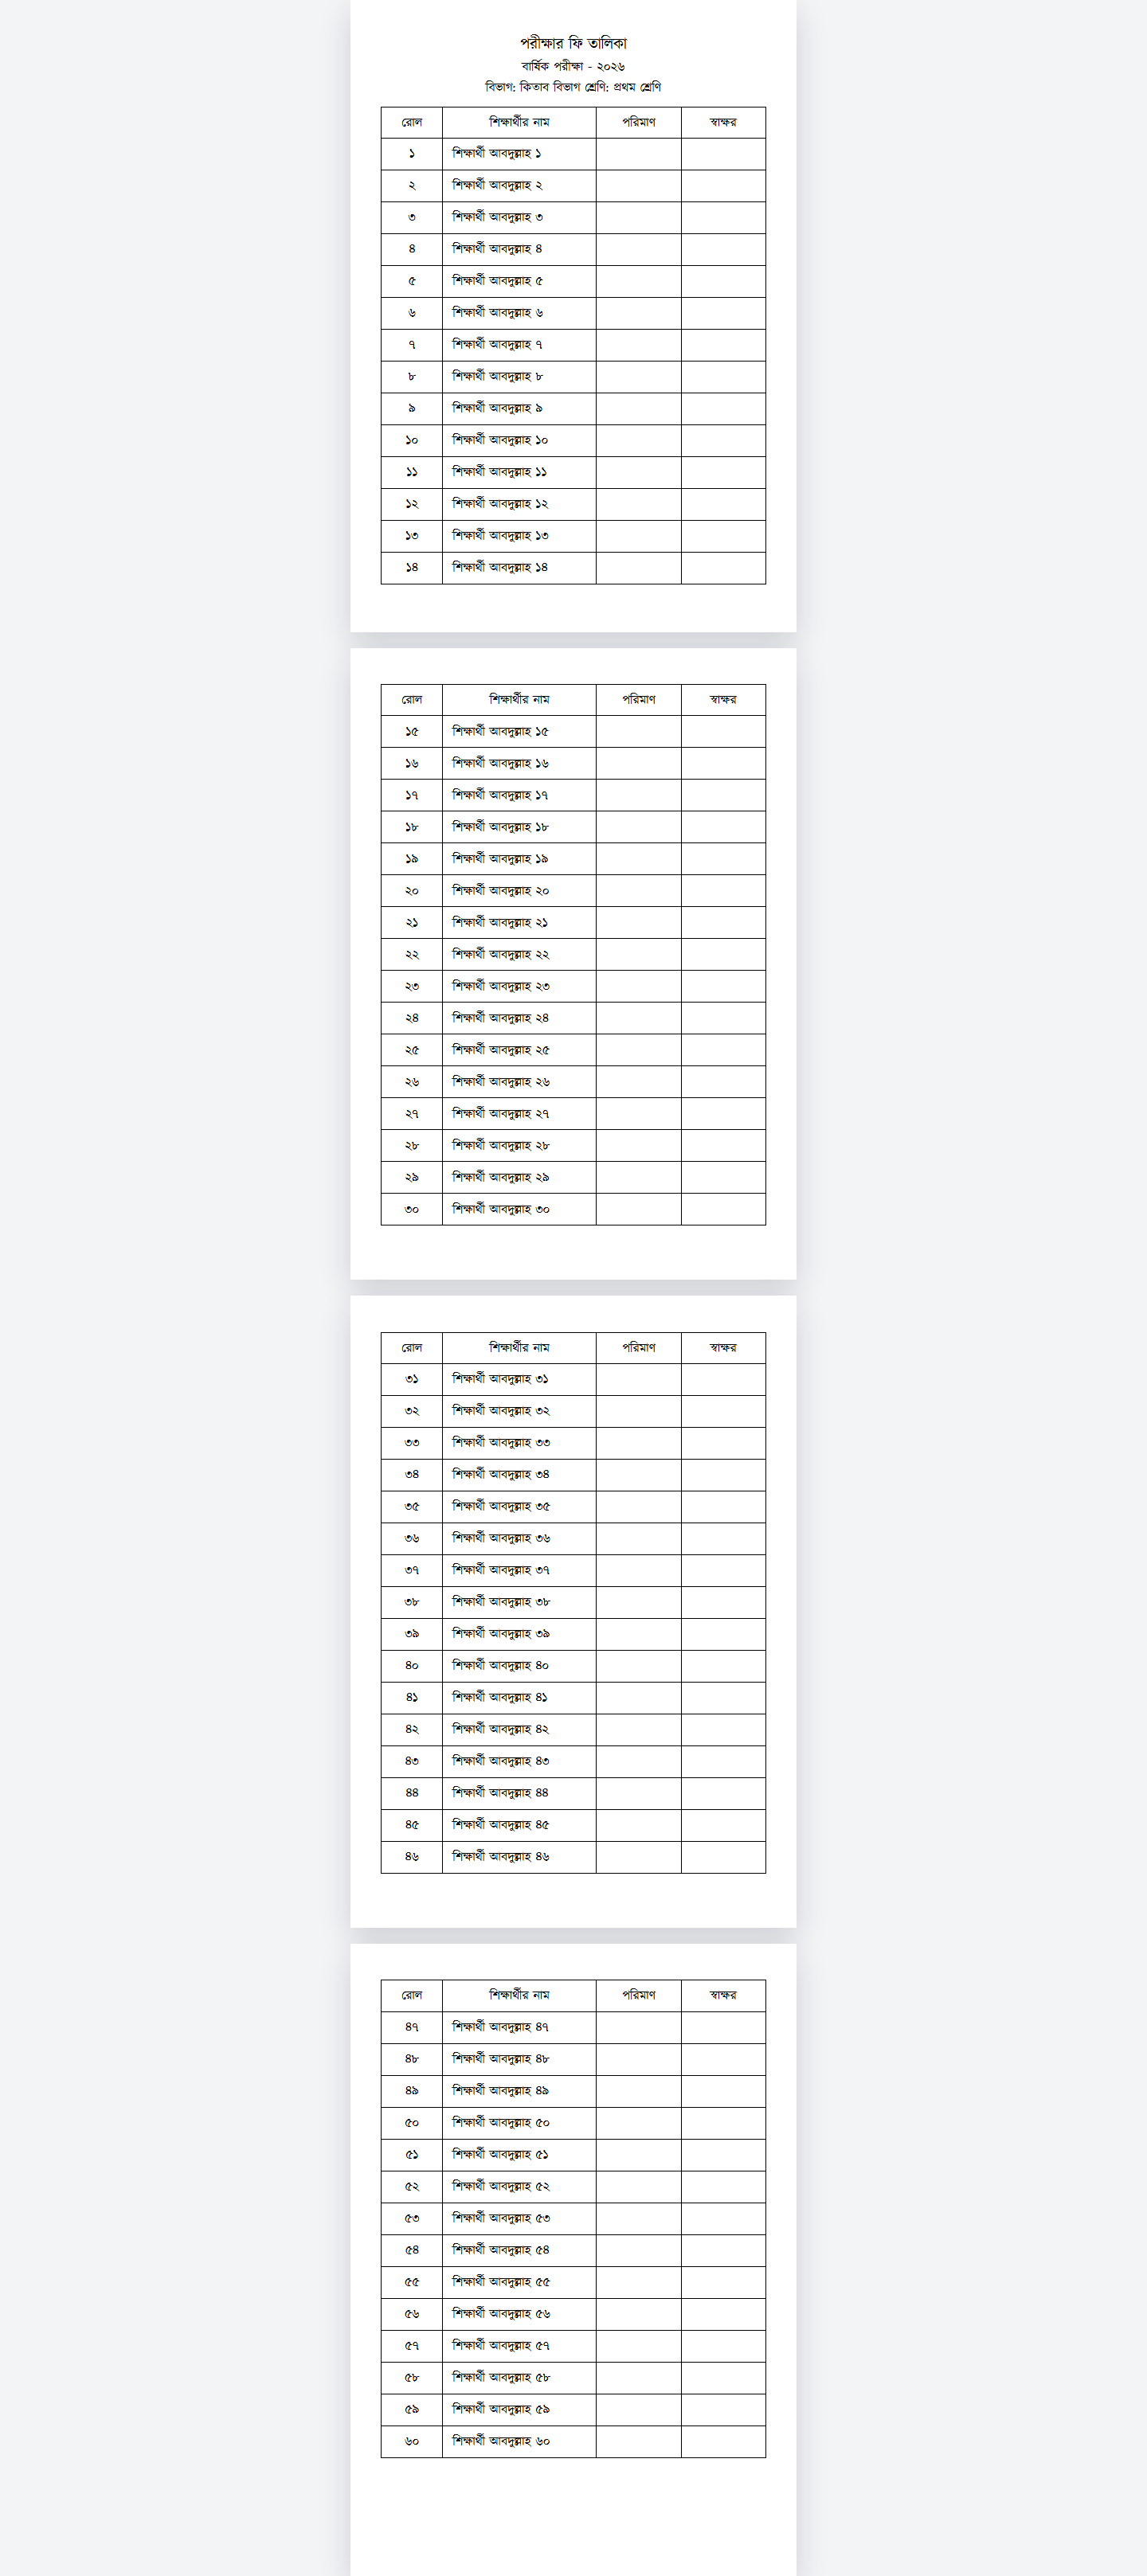 পরীক্ষার ফি তালিকা
বার্ষিক পরীক্ষা - ২০২৬
বিভাগ: কিতাব বিভাগ শ্রেণি: প্রথম শ্রেণি
রোল শিক্ষার্থীর নাম পরিমাণ স্বাক্ষর
১ শিক্ষার্থী আবদুল্লাহ ১
২ শিক্ষার্থী আবদুল্লাহ ২
৩ শিক্ষার্থী আবদুল্লাহ ৩
৪ শিক্ষার্থী আবদুল্লাহ ৪
৫ শিক্ষার্থী আবদুল্লাহ ৫
৬ শিক্ষার্থী আবদুল্লাহ ৬
৭ শিক্ষার্থী আবদুল্লাহ ৭
৮ শিক্ষার্থী আবদুল্লাহ ৮
৯ শিক্ষার্থী আবদুল্লাহ ৯
১০ শিক্ষার্থী আবদুল্লাহ ১০
১১ শিক্ষার্থী আবদুল্লাহ ১১
১২ শিক্ষার্থী আবদুল্লাহ ১২
১৩ শিক্ষার্থী আবদুল্লাহ ১৩
১৪ শিক্ষার্থী আবদুল্লাহ ১৪
রোল শিক্ষার্থীর নাম পরিমাণ স্বাক্ষর
১৫ শিক্ষার্থী আবদুল্লাহ ১৫
১৬ শিক্ষার্থী আবদুল্লাহ ১৬
১৭ শিক্ষার্থী আবদুল্লাহ ১৭
১৮ শিক্ষার্থী আবদুল্লাহ ১৮
১৯ শিক্ষার্থী আবদুল্লাহ ১৯
২০ শিক্ষার্থী আবদুল্লাহ ২০
২১ শিক্ষার্থী আবদুল্লাহ ২১
২২ শিক্ষার্থী আবদুল্লাহ ২২
২৩ শিক্ষার্থী আবদুল্লাহ ২৩
২৪ শিক্ষার্থী আবদুল্লাহ ২৪
২৫ শিক্ষার্থী আবদুল্লাহ ২৫
২৬ শিক্ষার্থী আবদুল্লাহ ২৬
২৭ শিক্ষার্থী আবদুল্লাহ ২৭
২৮ শিক্ষার্থী আবদুল্লাহ ২৮
২৯ শিক্ষার্থী আবদুল্লাহ ২৯
৩০ শিক্ষার্থী আবদুল্লাহ ৩০
রোল শিক্ষার্থীর নাম পরিমাণ স্বাক্ষর
৩১ শিক্ষার্থী আবদুল্লাহ ৩১
৩২ শিক্ষার্থী আবদুল্লাহ ৩২
৩৩ শিক্ষার্থী আবদুল্লাহ ৩৩
৩৪ শিক্ষার্থী আবদুল্লাহ ৩৪
৩৫ শিক্ষার্থী আবদুল্লাহ ৩৫
৩৬ শিক্ষার্থী আবদুল্লাহ ৩৬
৩৭ শিক্ষার্থী আবদুল্লাহ ৩৭
৩৮ শিক্ষার্থী আবদুল্লাহ ৩৮
৩৯ শিক্ষার্থী আবদুল্লাহ ৩৯
৪০ শিক্ষার্থী আবদুল্লাহ ৪০
৪১ শিক্ষার্থী আবদুল্লাহ ৪১
৪২ শিক্ষার্থী আবদুল্লাহ ৪২
৪৩ শিক্ষার্থী আবদুল্লাহ ৪৩
৪৪ শিক্ষার্থী আবদুল্লাহ ৪৪
৪৫ শিক্ষার্থী আবদুল্লাহ ৪৫
৪৬ শিক্ষার্থী আবদুল্লাহ ৪৬
রোল শিক্ষার্থীর নাম পরিমাণ স্বাক্ষর
৪৭ শিক্ষার্থী আবদুল্লাহ ৪৭
৪৮ শিক্ষার্থী আবদুল্লাহ ৪৮
৪৯ শিক্ষার্থী আবদুল্লাহ ৪৯
৫০ শিক্ষার্থী আবদুল্লাহ ৫০
৫১ শিক্ষার্থী আবদুল্লাহ ৫১
৫২ শিক্ষার্থী আবদুল্লাহ ৫২
৫৩ শিক্ষার্থী আবদুল্লাহ ৫৩
৫৪ শিক্ষার্থী আবদুল্লাহ ৫৪
৫৫ শিক্ষার্থী আবদুল্লাহ ৫৫
৫৬ শিক্ষার্থী আবদুল্লাহ ৫৬
৫৭ শিক্ষার্থী আবদুল্লাহ ৫৭
৫৮ শিক্ষার্থী আবদুল্লাহ ৫৮
৫৯ শিক্ষার্থী আবদুল্লাহ ৫৯
৬০ শিক্ষার্থী আবদুল্লাহ ৬০